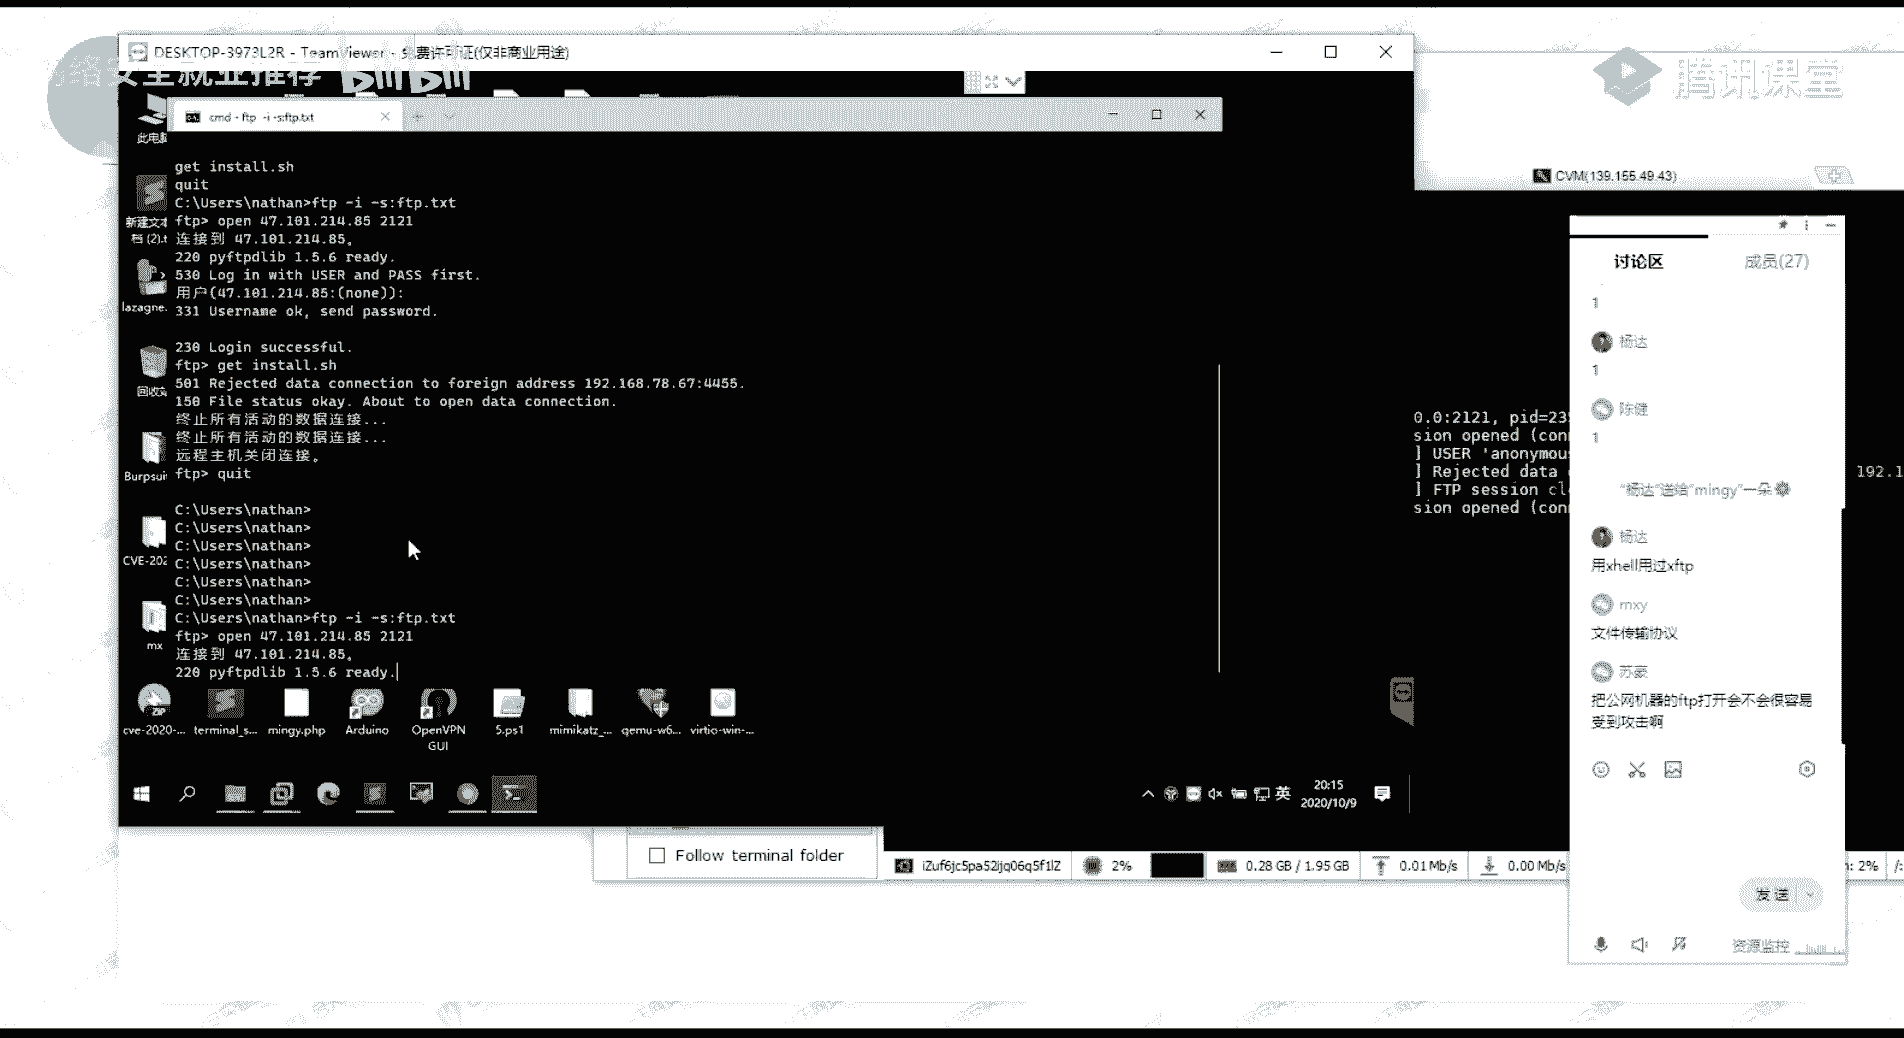 DESKTOP-3973L2R - TeamViewer - 免费许可证(仅非商业用途)
网络安全就业推荐
bilibili
腾讯课堂
此电脑
cmd - ftp -i -s:ftp.txt
get install.sh
quit
C:\Users\nathan>ftp -i -s:ftp.txt
ftp> open 47.101.214.85 2121
连接到 47.101.214.85。
220 pyftpdlib 1.5.6 ready.
530 Log in with USER and PASS first.
用户(47.101.214.85:(none)):
331 Username ok, send password.
230 Login successful.
ftp> get install.sh
501 Rejected data connection to foreign address 192.168.78.67:4455.
150 File status okay. About to open data connection.
终止所有活动的数据连接...
终止所有活动的数据连接...
远程主机关闭连接。
ftp> quit
C:\Users\nathan>
C:\Users\nathan>
C:\Users\nathan>
C:\Users\nathan>
C:\Users\nathan>
C:\Users\nathan>
C:\Users\nathan>ftp -i -s:ftp.txt
ftp> open 47.101.214.85 2121
连接到 47.101.214.85。
220 pyftpdlib 1.5.6 ready.
新建文本
档 (2).t
lazagne.
回收站
Burpsui
CVE-202
mx
cve-2020-...
terminal_s...
mingy.php
Arduino
OpenVPN
GUI
5.ps1
mimikatz_...
qemu-w6...
virtio-win-...
英
20:15
2020/10/9
Follow terminal folder
iZuf6jc5pa52ijq06q5f1lZ
2%
0.28 GB / 1.95 GB
0.01 Mb/s
0.00 Mb/s
: 2%
/:
CVM(139.155.49.43)
0.0:2121, pid=23
sion opened (con
] USER 'anonymou
] Rejected data
192.1
] FTP session cl
sion opened (con
讨论区
成员(27)
1
杨达
1
陈健
1
"杨达"送给"mingy"一朵
杨达
用xhell用过xftp
mxy
文件传输协议
苏豪
把公网机器的ftp打开会不会很容易
受到攻击啊
发送
资源监控